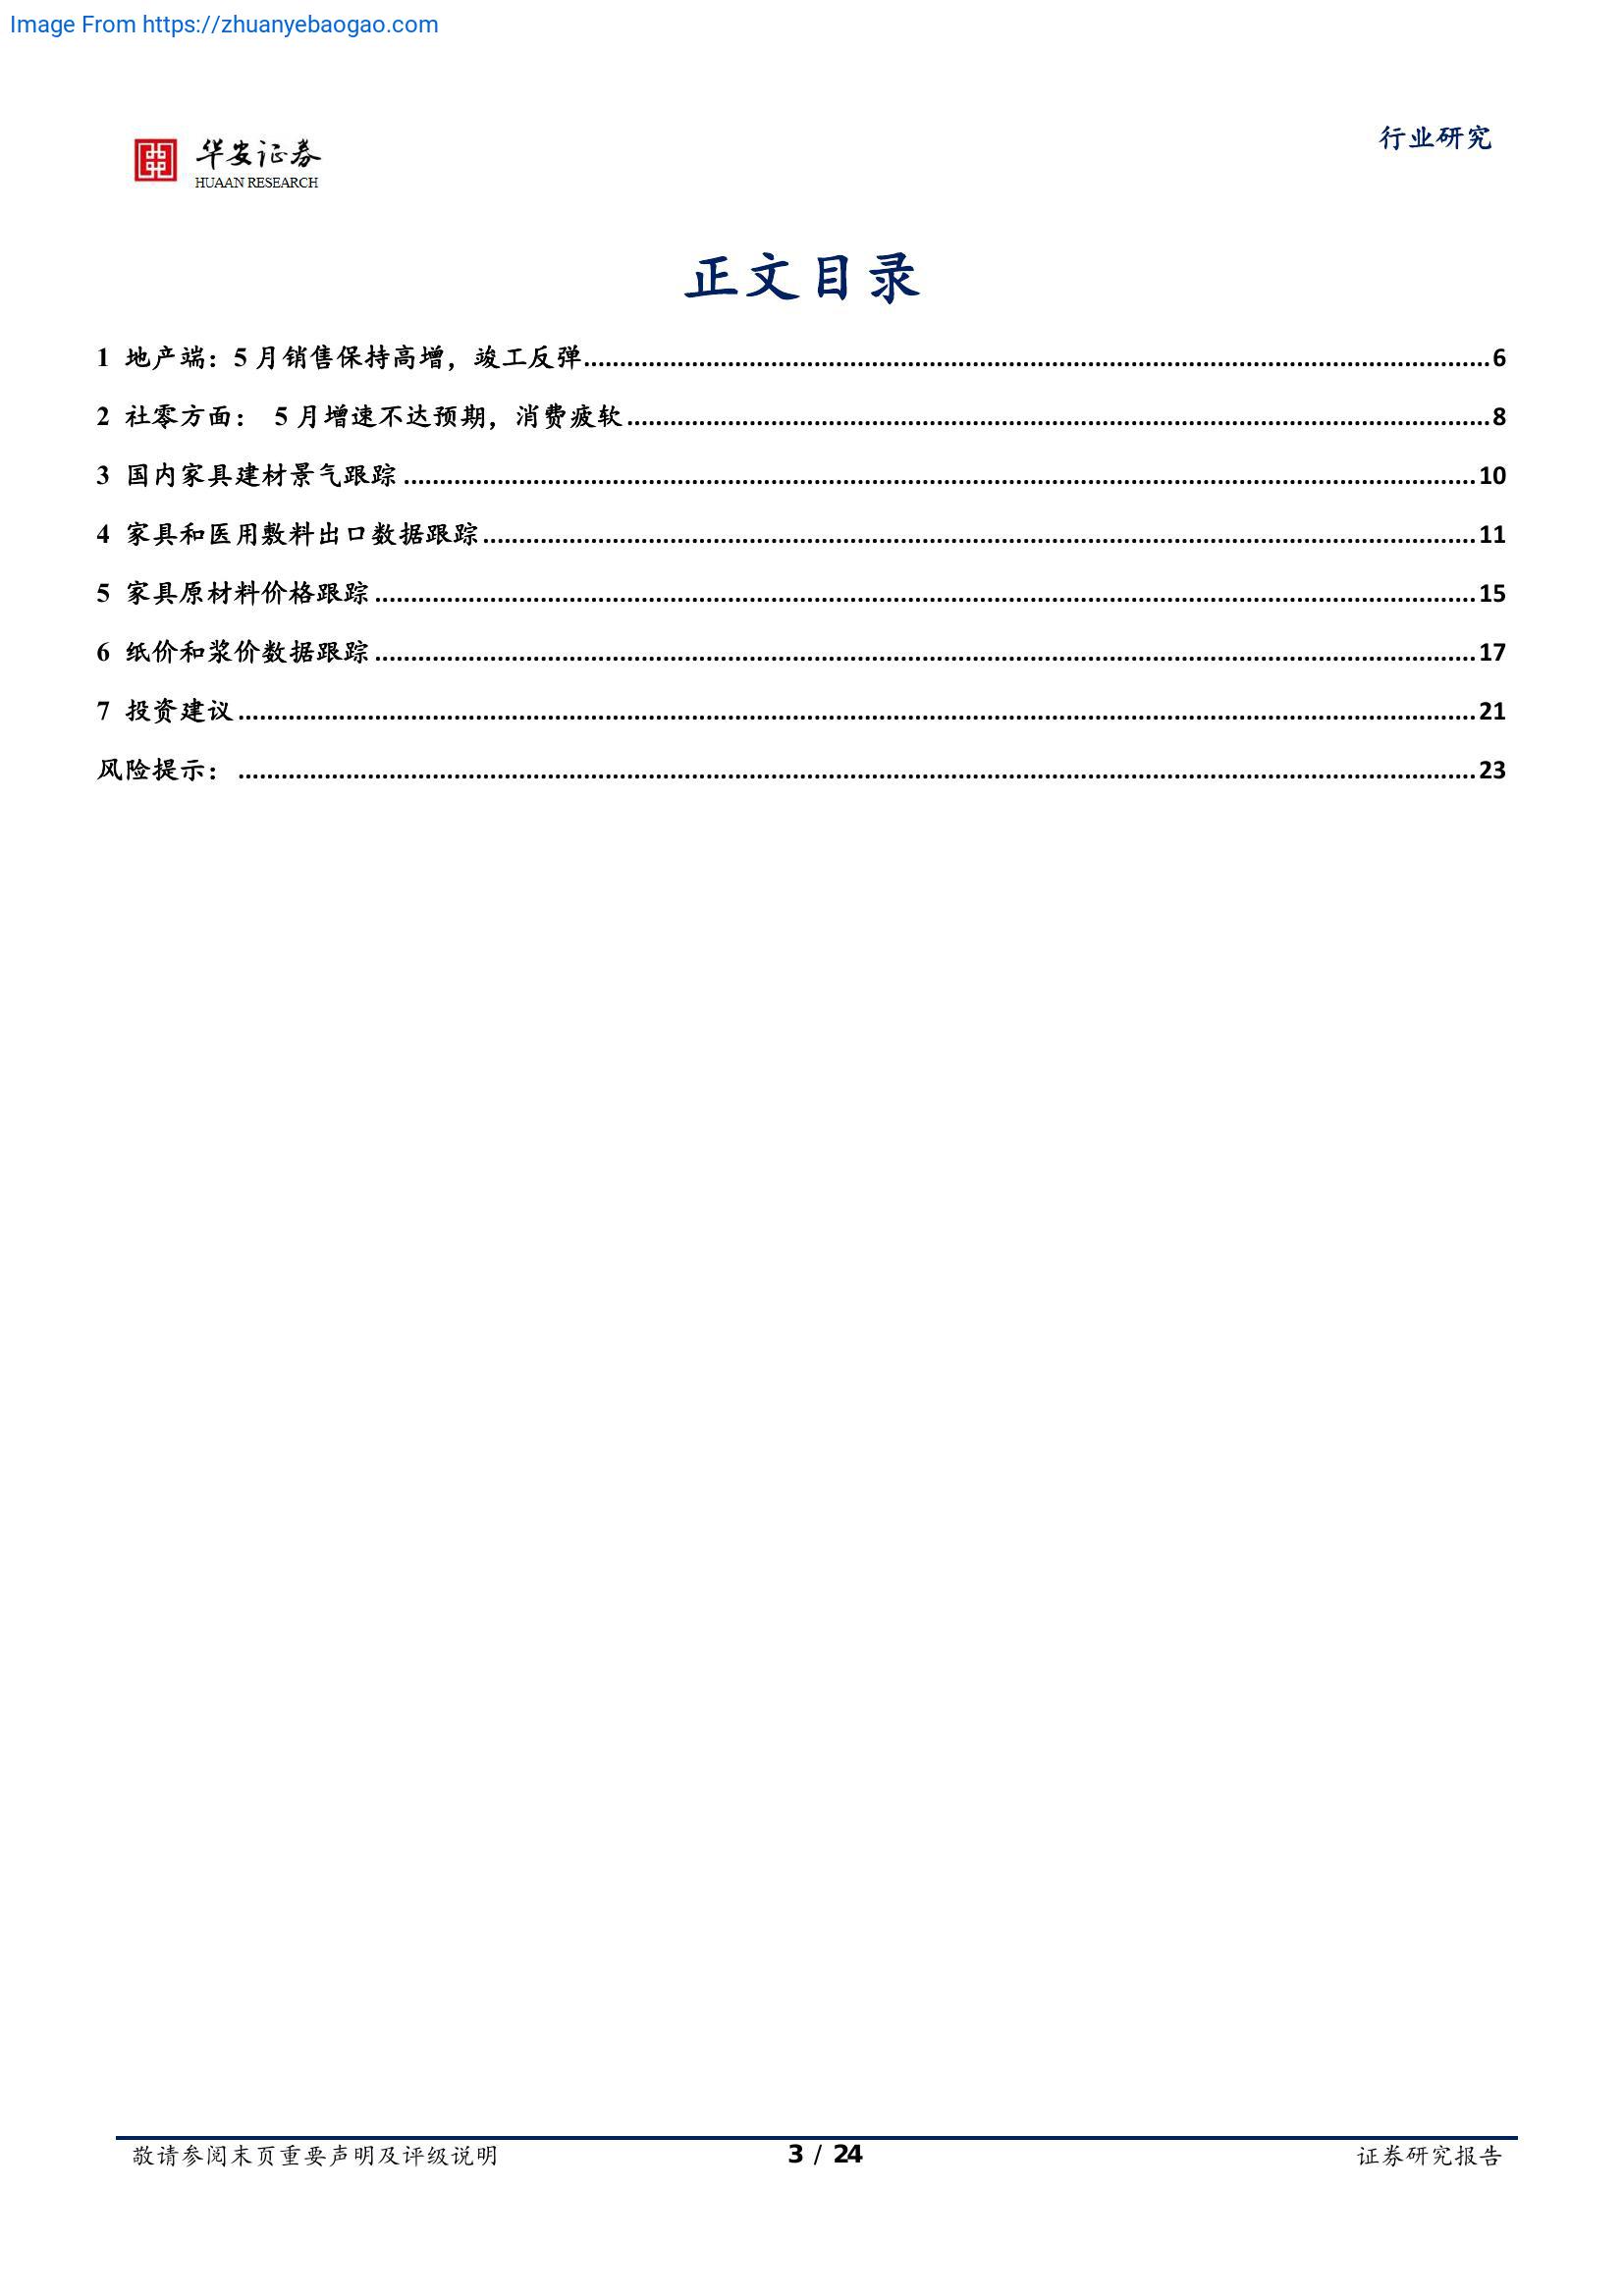 Image From https://zhuanyebaogao.com
华安证券
HUAAN RESEARCH
行业研究
正文目录
1 地产端：5 月销售保持高增，竣工反弹 6
2 社零方面： 5 月增速不达预期，消费疲软 8
3 国内家具建材景气跟踪 10
4 家具和医用敷料出口数据跟踪 11
5 家具原材料价格跟踪 15
6 纸价和浆价数据跟踪 17
7 投资建议 21
风险提示： 23
敬请参阅末页重要声明及评级说明 3 / 24 证券研究报告